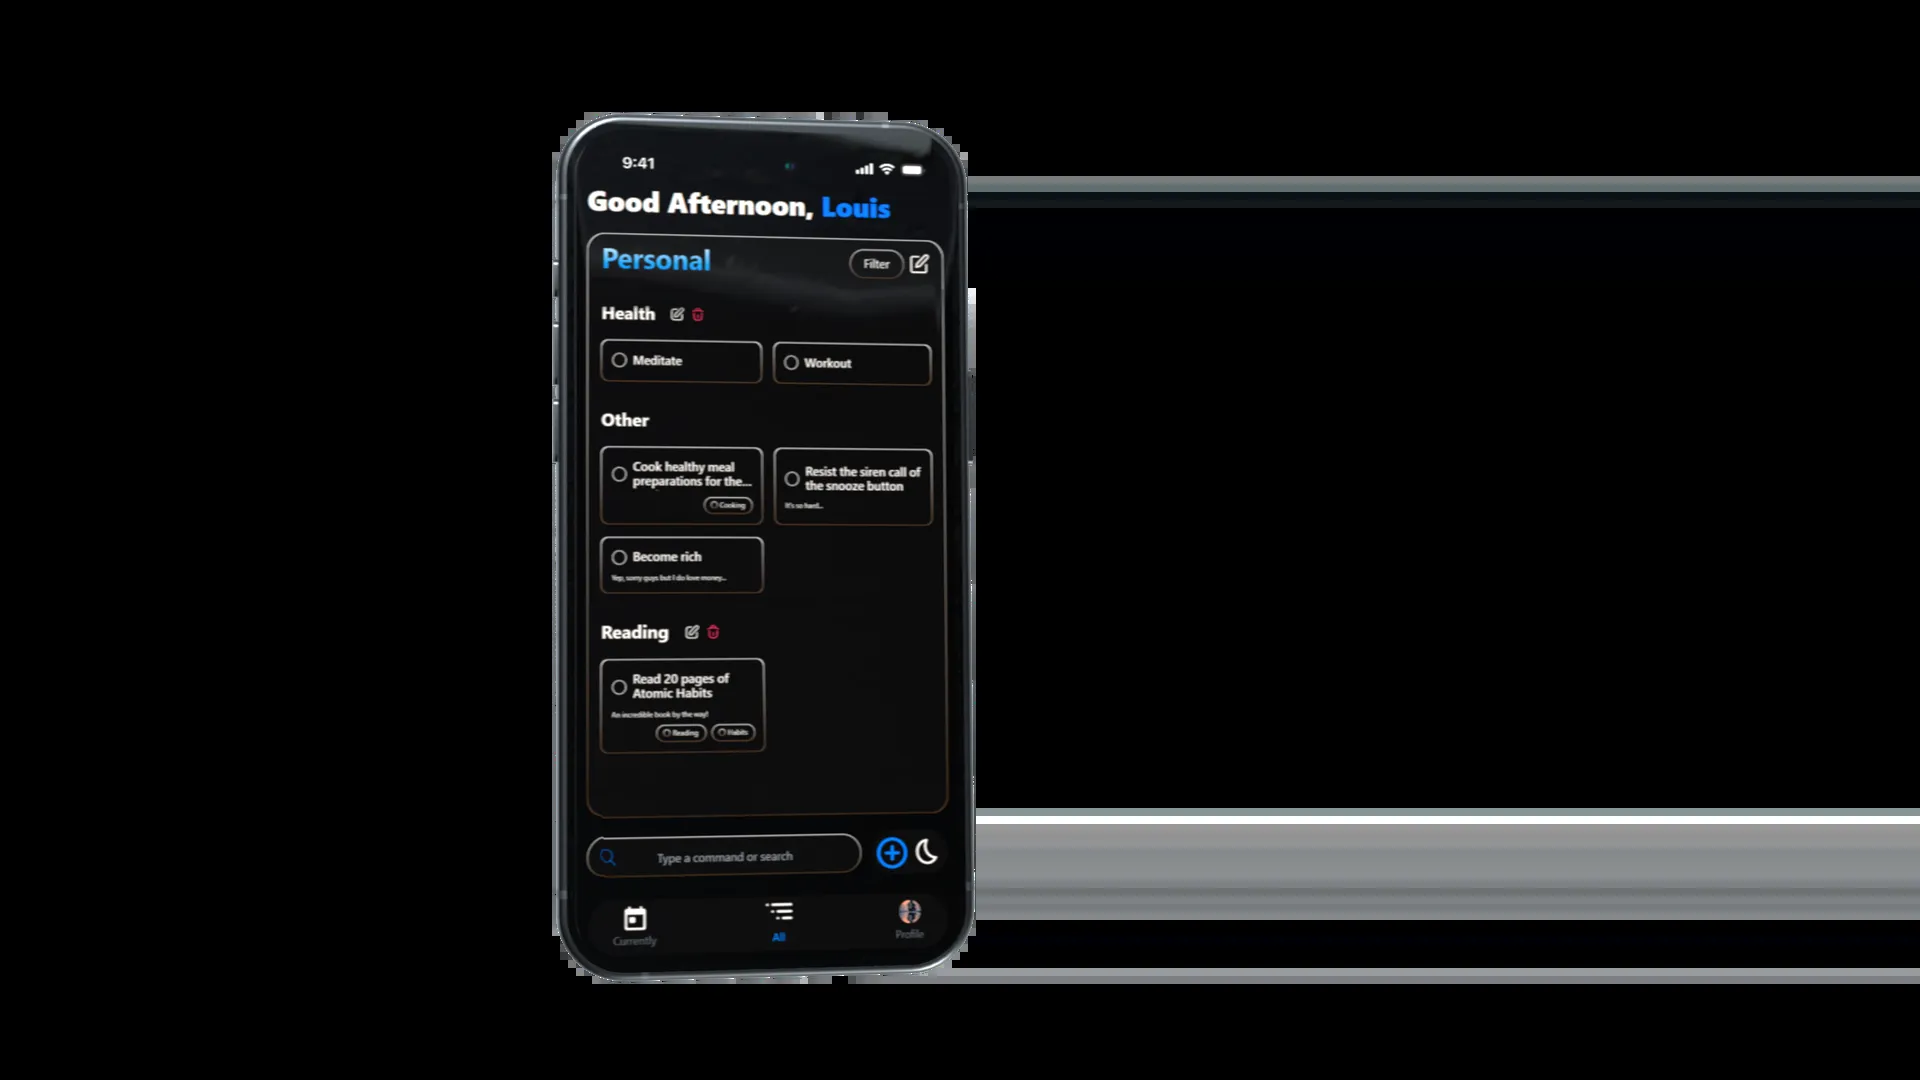 9:41
Good Afternoon, Louis
Personal
Filter
Health
Meditate
Workout
Other
Cook healthy meal
preparations for the...
Cooking
Resist the siren call of
the snooze button
It's so hard...
Become rich
Yep, sorry guys but I do love money...
Reading
Read 20 pages of
Atomic Habits
An incredible book by the way!
Reading
Habits
Type a command or search
Currently
All
Profile